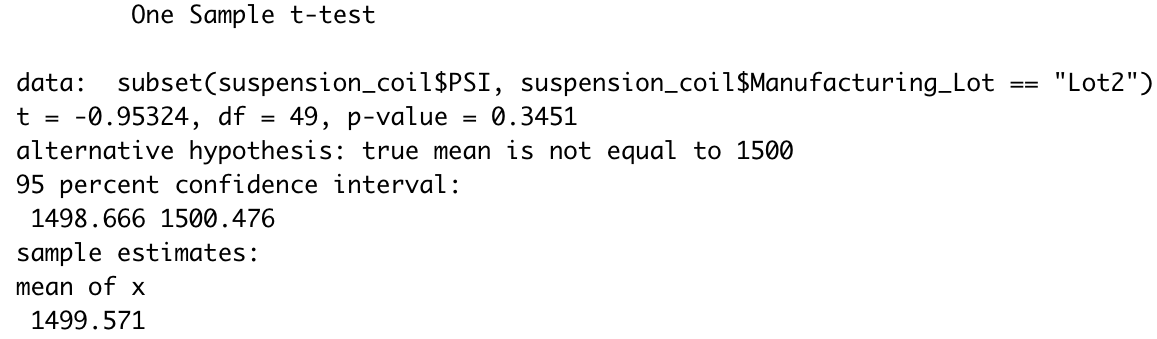 One Sample t-test
data:  subset(suspension_coil$PSI, suspension_coil$Manufacturing_Lot == "Lot2")
t = -0.95324, df = 49, p-value = 0.3451
alternative hypothesis: true mean is not equal to 1500
95 percent confidence interval:
1498.666 1500.476
sample estimates:
mean of x
1499.571